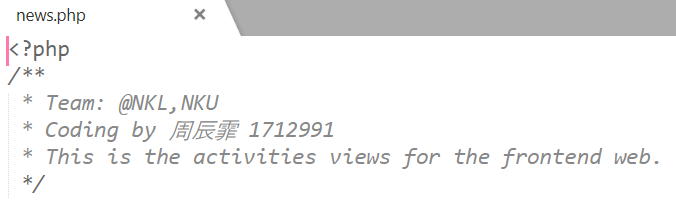 news.php ×
<?php
/**
* Team: @NKL,NKU
* Coding by 周辰霏 1712991
* This is the activities views for the frontend web.
*/